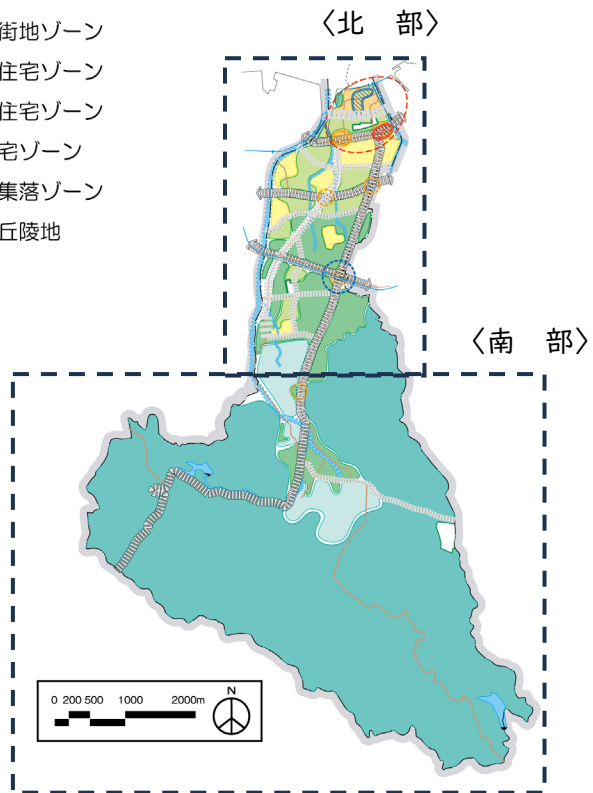 街地ゾーン
住宅ゾーン
住宅ゾーン
宅ゾーン
集落ゾーン
丘陵地
〈北　部〉
〈南　部〉
0 200 500 1000 2000m
N